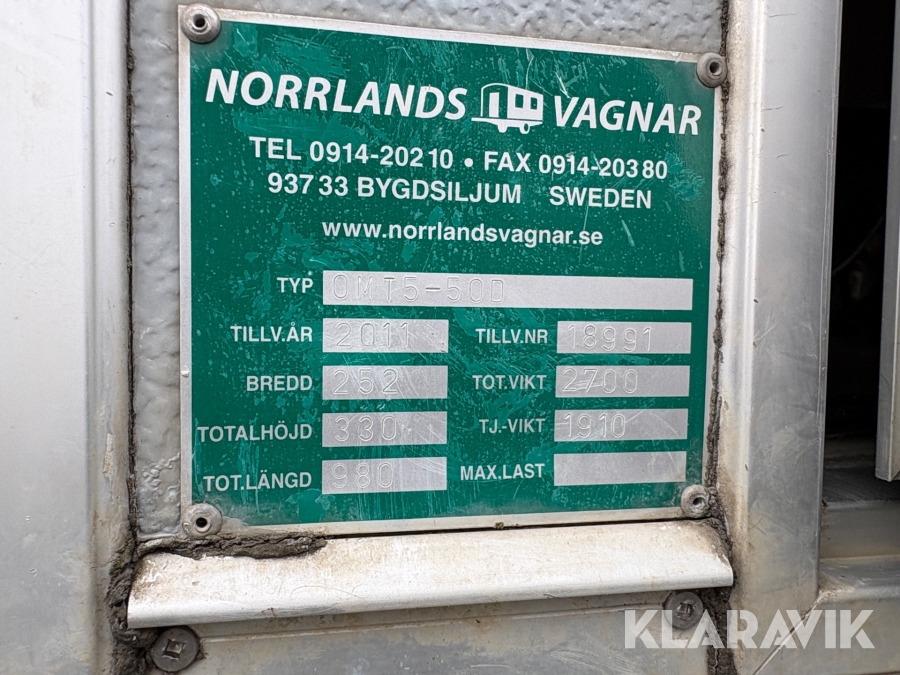 NORRLANDS VAGNAR
TEL 0914-202 10 • FAX 0914-203 80
937 33 BYGDSILJUM SWEDEN
www.norrlandsvagnar.se
TYP OMT5-50D
TILLV.ÅR 2011 TILLV.NR 18991
BREDD 252 TOT.VIKT 2700
TOTALHÖJD 330 TJ.-VIKT 1910
TOT.LÄNGD 980 MAX.LAST
KLARAVIK